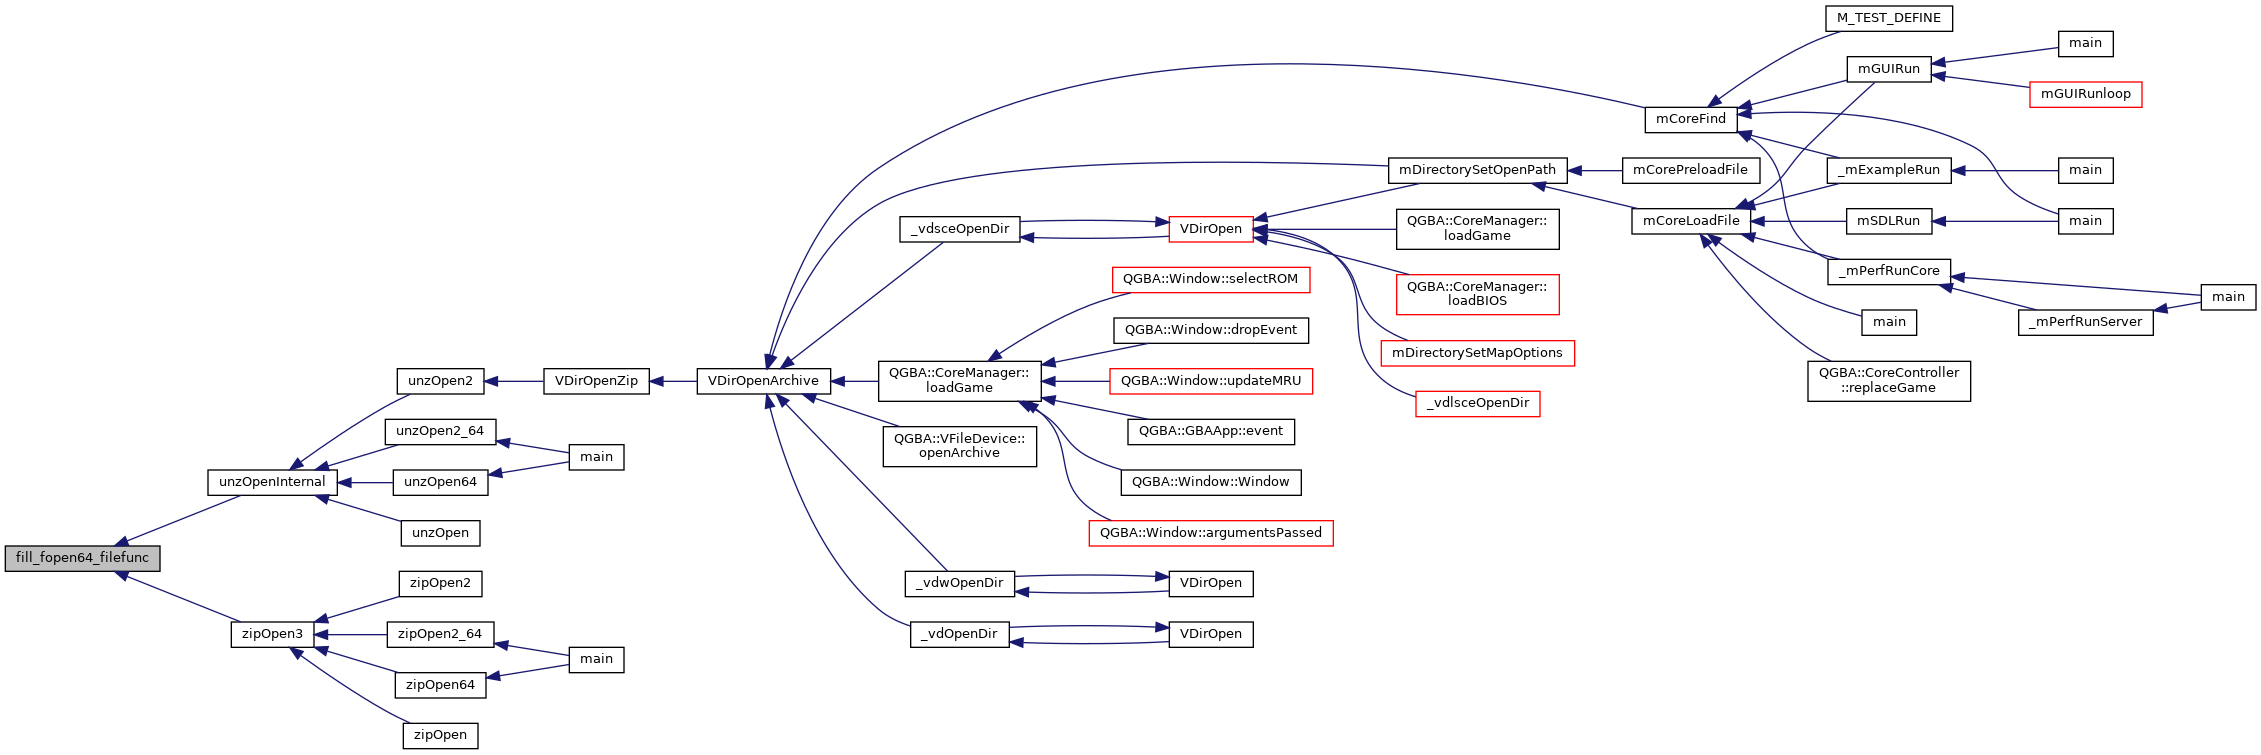 M_TEST_DEFINE
main
mGUIRun
mGUIRunloop
mCoreFind
mDirectorySetOpenPath
mCorePreloadFile
_mExampleRun
main
_vdsceOpenDir
VDirOpen
QGBA::CoreManager::
loadGame
mCoreLoadFile
mSDLRun
main
QGBA::Window::selectROM
QGBA::CoreManager::
loadBIOS
_mPerfRunCore
main
QGBA::Window::dropEvent
main
_mPerfRunServer
mDirectorySetMapOptions
unzOpen2
VDirOpenZip
VDirOpenArchive
QGBA::CoreManager::
loadGame
QGBA::Window::updateMRU
_vdlsceOpenDir
QGBA::CoreController
::replaceGame
unzOpen2_64
QGBA::VFileDevice::
openArchive
QGBA::GBAApp::event
main
unzOpenInternal
unzOpen64
QGBA::Window::Window
unzOpen
QGBA::Window::argumentsPassed
fill_fopen64_filefunc
zipOpen2
_vdwOpenDir
VDirOpen
zipOpen3
zipOpen2_64
_vdOpenDir
VDirOpen
main
zipOpen64
zipOpen